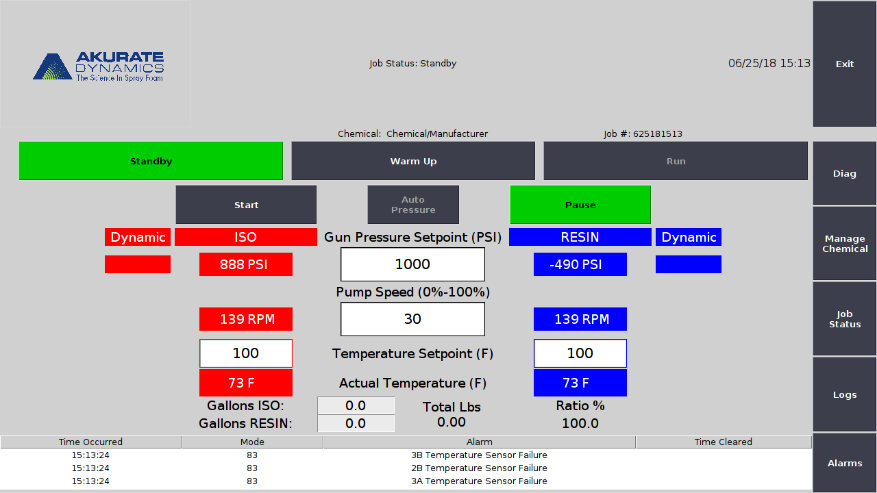 AKURATE
DYNAMICS
The Science In Spray Foam
Job Status: Standby
06/25/18 15:13
Exit
Chemical: Chemical/Manufacturer
Job #: 625181513
Standby
Warm Up
Run
Diag
Start
Auto
Pressure
Pause
Manage
Chemical
Dynamic
ISO
Gun Pressure Setpoint (PSI)
RESIN
Dynamic
888 PSI
1000
-490 PSI
Pump Speed (0%-100%)
139 RPM
30
139 RPM
Job
Status
100
Temperature Setpoint (F)
100
73 F
Actual Temperature (F)
73 F
Logs
Gallons ISO:
0.0
Total Lbs
Ratio %
Gallons RESIN:
0.0
0.00
100.0
Time Occurred
Mode
Alarm
Time Cleared
15:13:24
83
3B Temperature Sensor Failure
15:13:24
83
2B Temperature Sensor Failure
15:13:24
83
3A Temperature Sensor Failure
Alarms